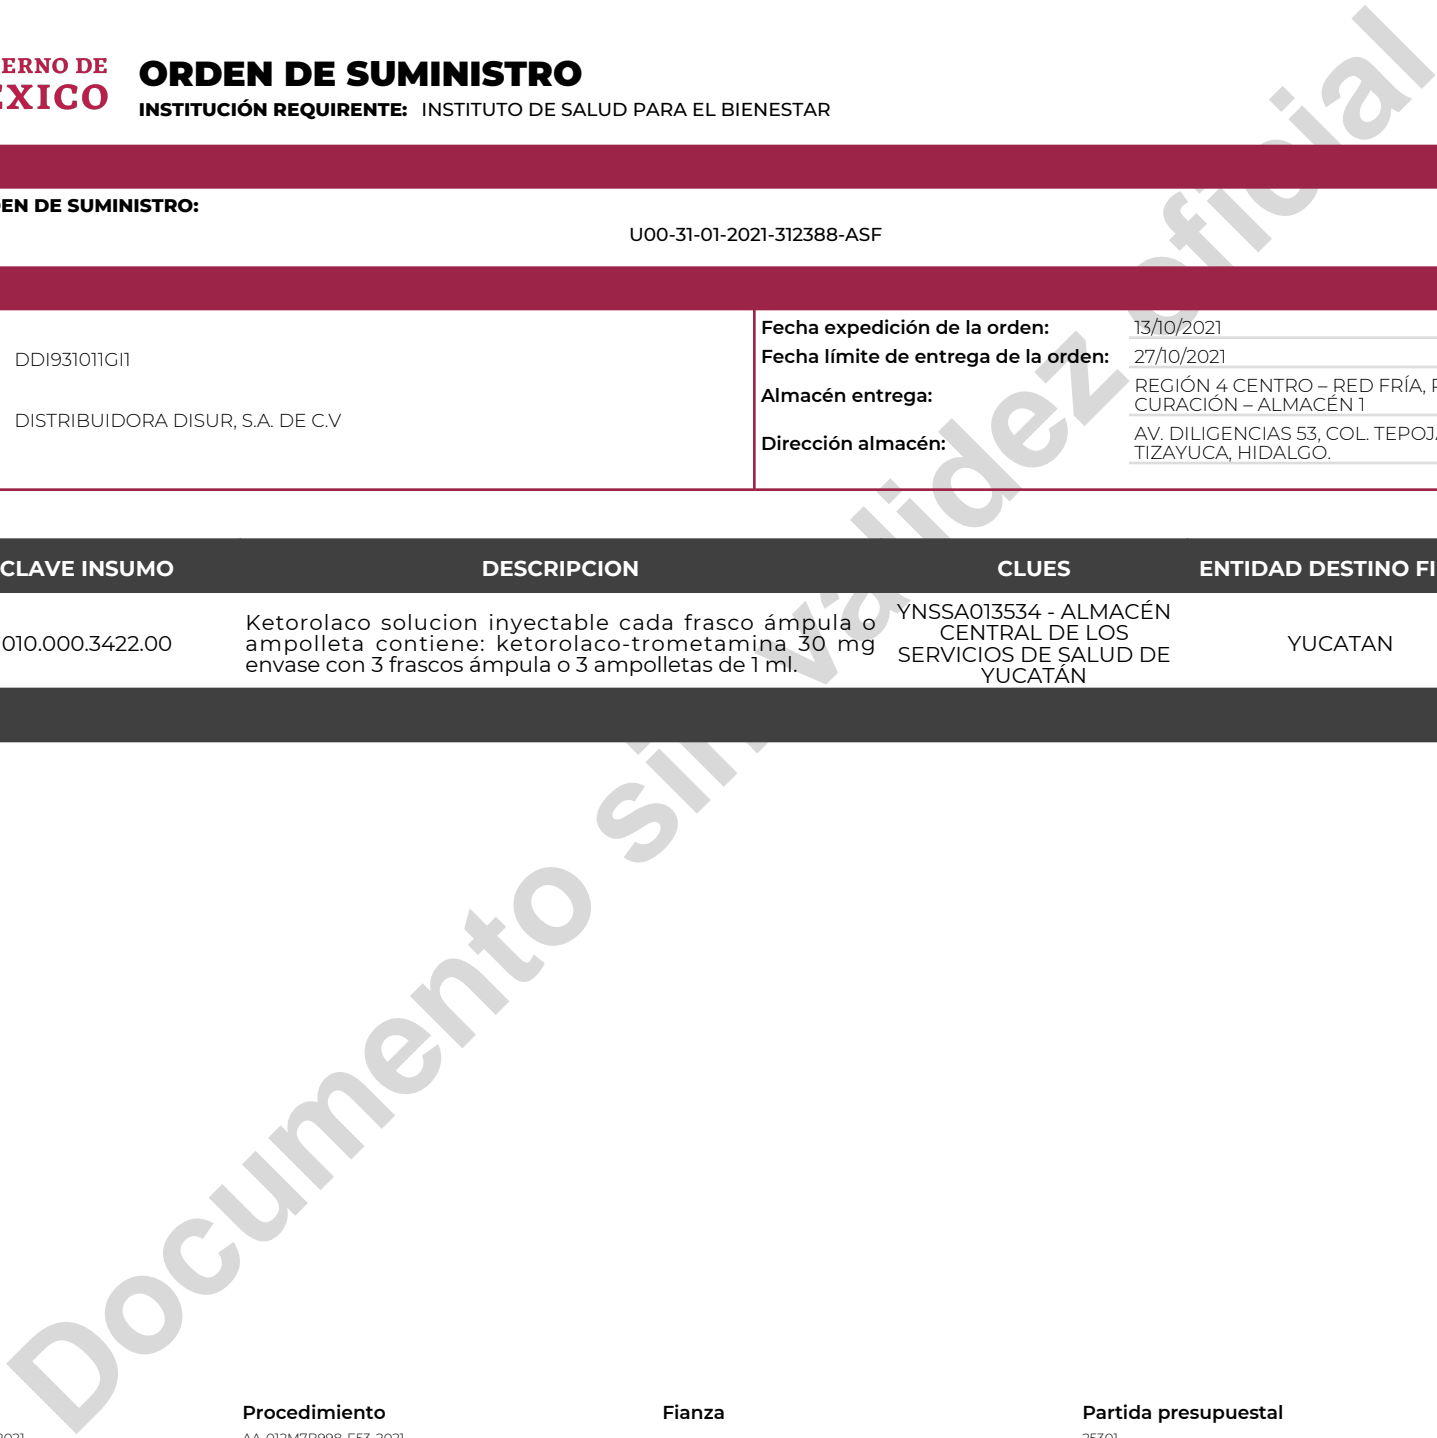 ERNO DE
EXICO
ORDEN DE SUMINISTRO
INSTITUCIÓN REQUIRENTE: INSTITUTO DE SALUD PARA EL BIENESTAR
EN DE SUMINISTRO:
U00-31-01-2021-312388-ASF
DDI931011GI1
DISTRIBUIDORA DISUR, S.A. DE C.V
Fecha expedición de la orden: 13/10/2021
Fecha límite de entrega de la orden: 27/10/2021
Almacén entrega: REGIÓN 4 CENTRO – RED FRÍA,
CURACIÓN – ALMACÉN 1
Dirección almacén: AV. DILIGENCIAS 53, COL. TEPOJA
TIZAYUCA, HIDALGO.
CLAVE INSUMO DESCRIPCION CLUES ENTIDAD DESTINO FI
010.000.3422.00
Ketorolaco solucion inyectable cada frasco ámpula o
ampolleta contiene: ketorolaco-trometamina 30 mg
envase con 3 frascos ámpula o 3 ampolletas de 1 ml.
YNSSA013534 - ALMACÉN
CENTRAL DE LOS
SERVICIOS DE SALUD DE
YUCATÁN
YUCATAN
Documento sin validez oficial
Procedimiento Fianza Partida presupuestal